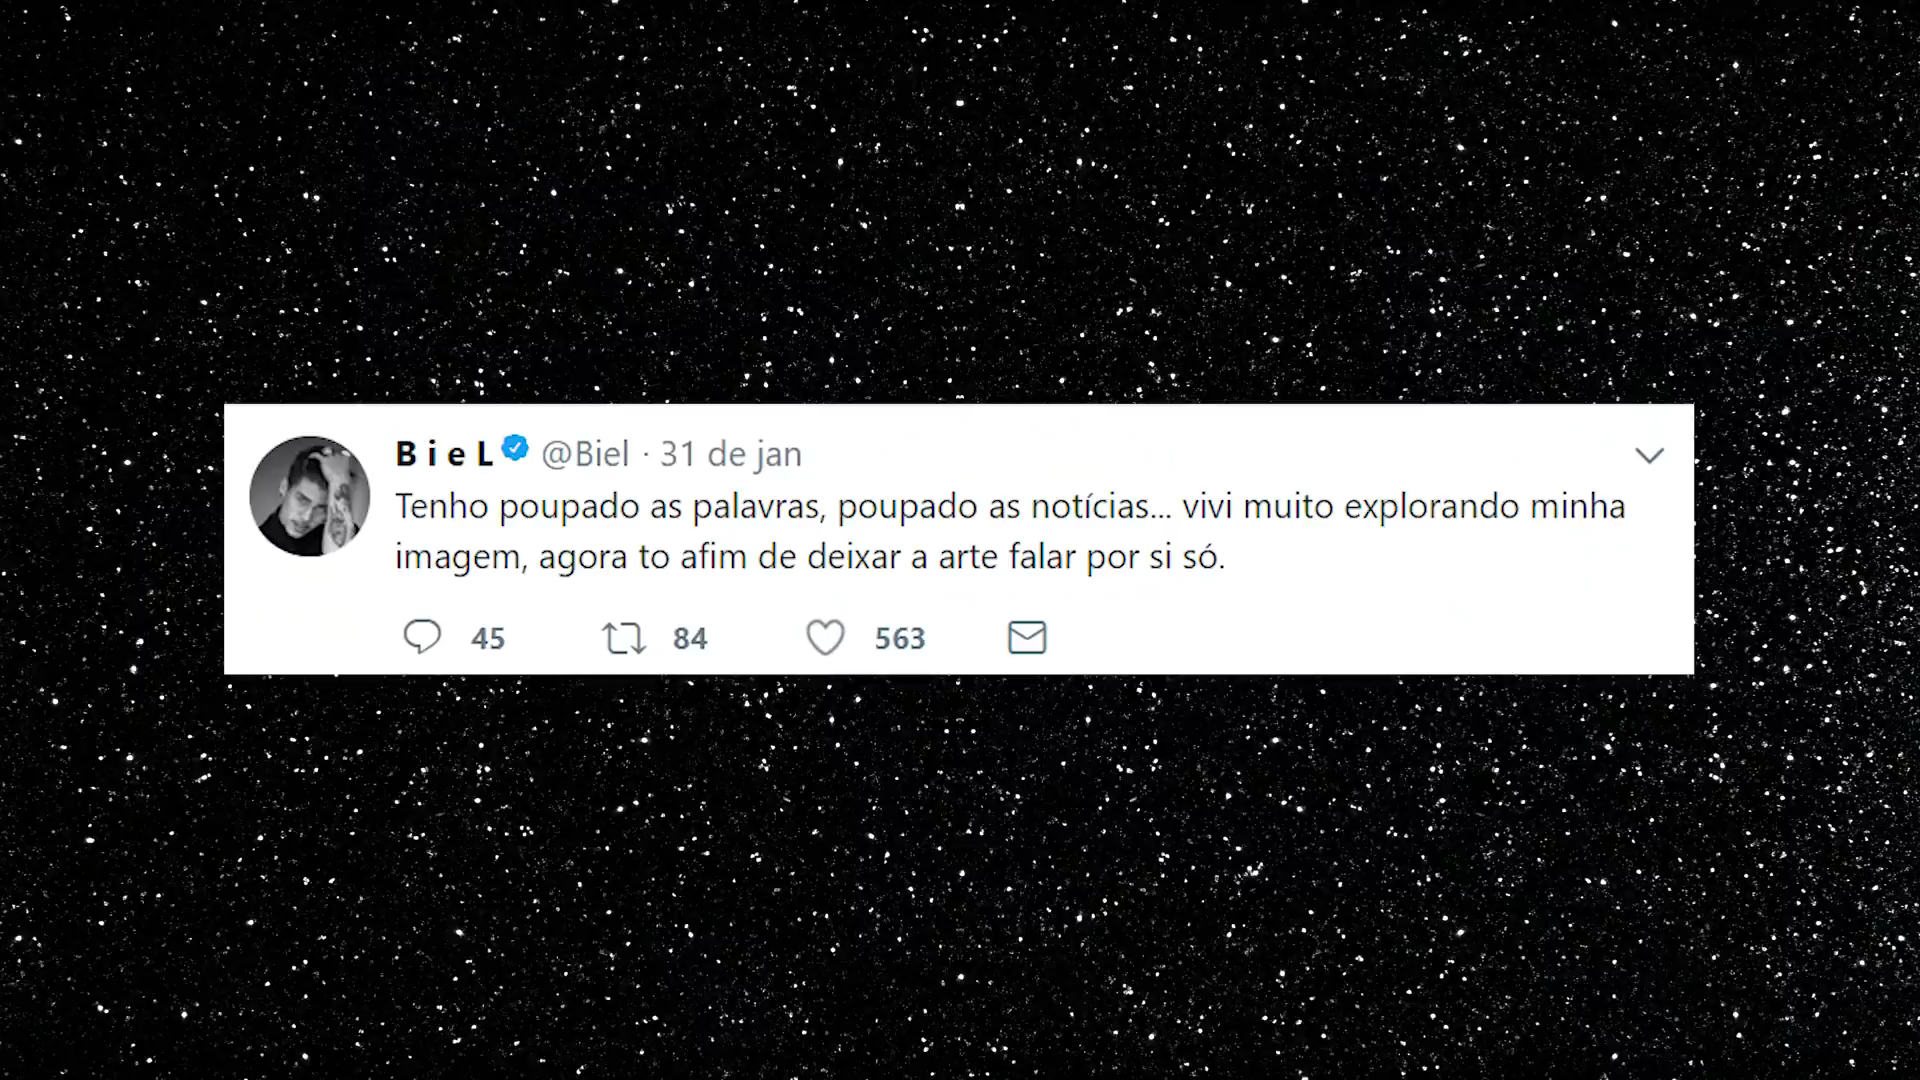 B i e L @Biel · 31 de jan
Tenho poupado as palavras, poupado as notícias... vivi muito explorando minha
imagem, agora to afim de deixar a arte falar por si só.
45 84 563